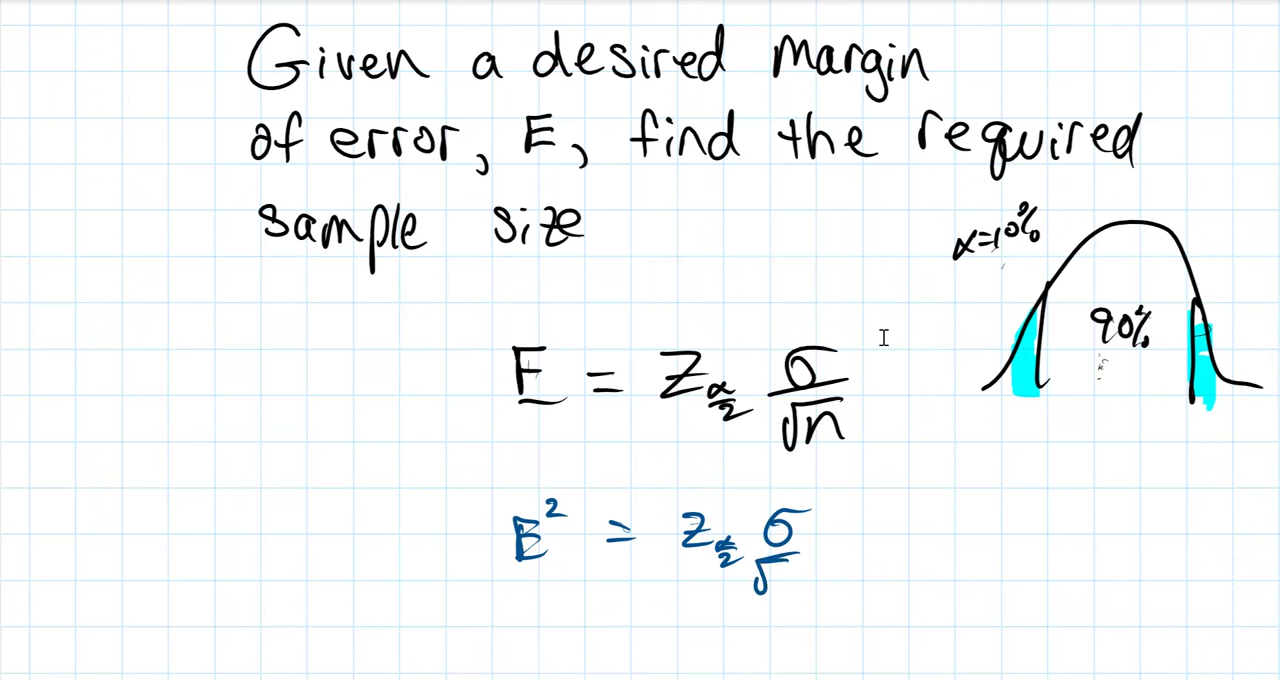 Given a desired margin
of error, E, find the required
sample size
α=10%
90%
E = Z α/2 σ/√n
E² = Z α/2 σ/√